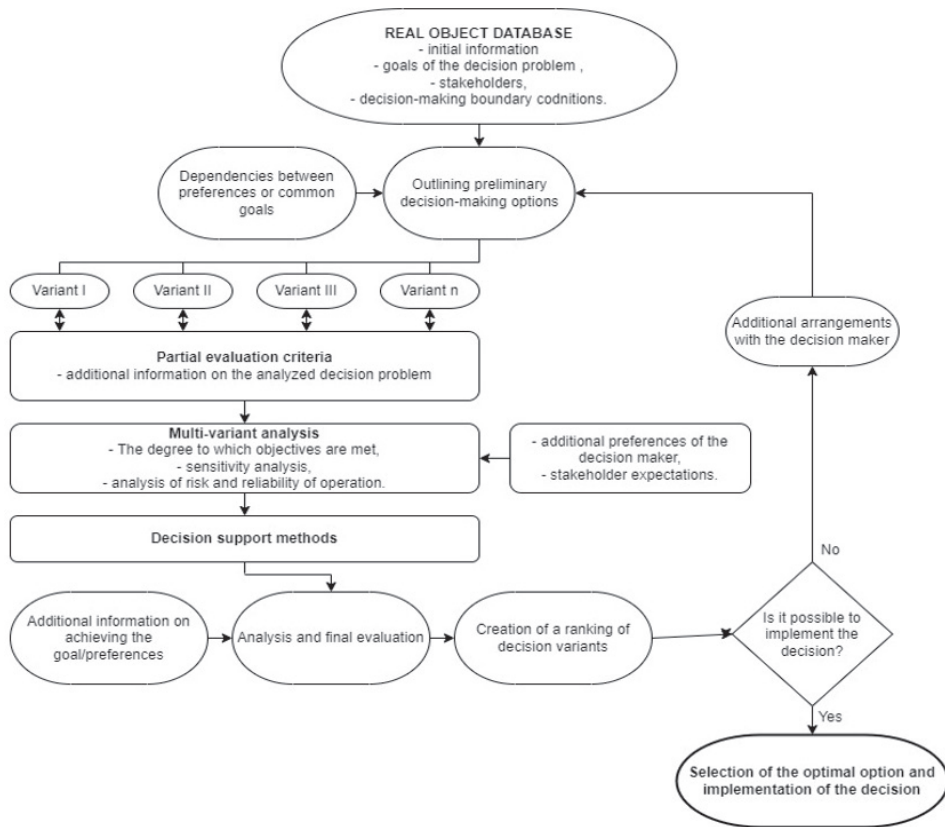 REAL OBJECT DATABASE
- initial information
- goals of the decision problem ,
- stakeholders,
- decision-making boundary codnitions.
Dependencies between
preferences or common
goals
Outlining preliminary
decision-making options
Variant I
Variant II
Variant III
Variant n
Partial evaluation criteria
- additional information on the analyzed decision problem
Additional arrangements
with the decision maker
Multi-variant analysis
- The degree to which objectives are met,
- sensitivity analysis,
- analysis of risk and reliability of operation.
- additional preferences of the
decision maker,
- stakeholder expectations.
Decision support methods
No
Additional information on
achieving the
goal/preferences
Analysis and final evaluation
Creation of a ranking of
decision variants
Is it possible to
implement the
decision?
Yes
Selection of the optimal option and
implementation of the decision